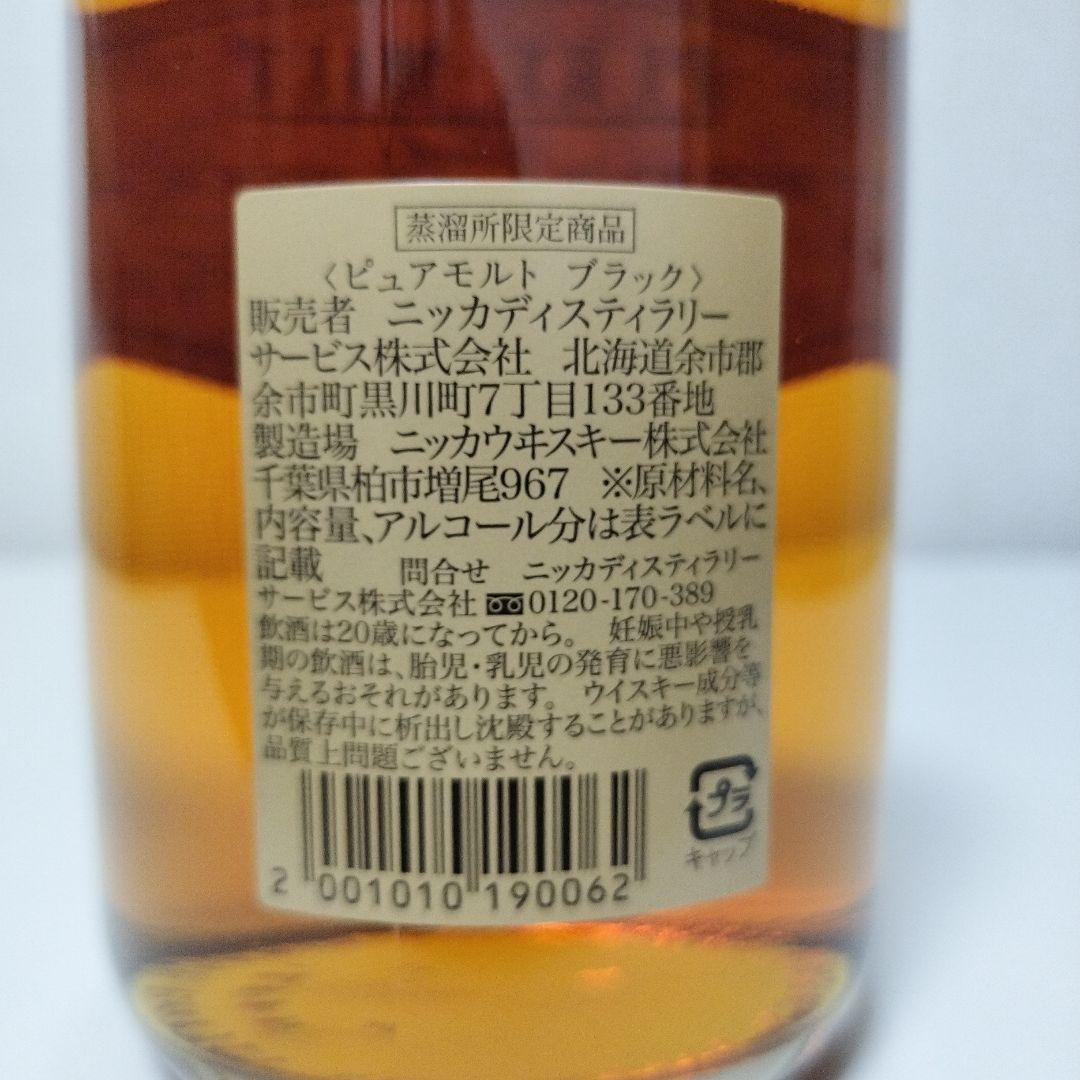 蒸溜所限定商品
〈ピュアモルト ブラック〉
販売者 ニッカディスティラリー
サービス株式会社 北海道余市郡
余市町黒川町7丁目133番地
製造場 ニッカウヰスキー株式会社
千葉県柏市増尾967 ※原材料名、
内容量、アルコール分は表ラベルに
記載 問合せ ニッカディスティラリー
サービス株式会社 0120-170-389
飲酒は20歳になってから。 妊娠中や授乳
期の飲酒は、胎児・乳児の発育に悪影響を
与えるおそれがあります。 ウイスキー成分等
が保存中に析出し沈殿することがありますが、
品質上問題ございません。
プラ
キャップ
2 001010 190062